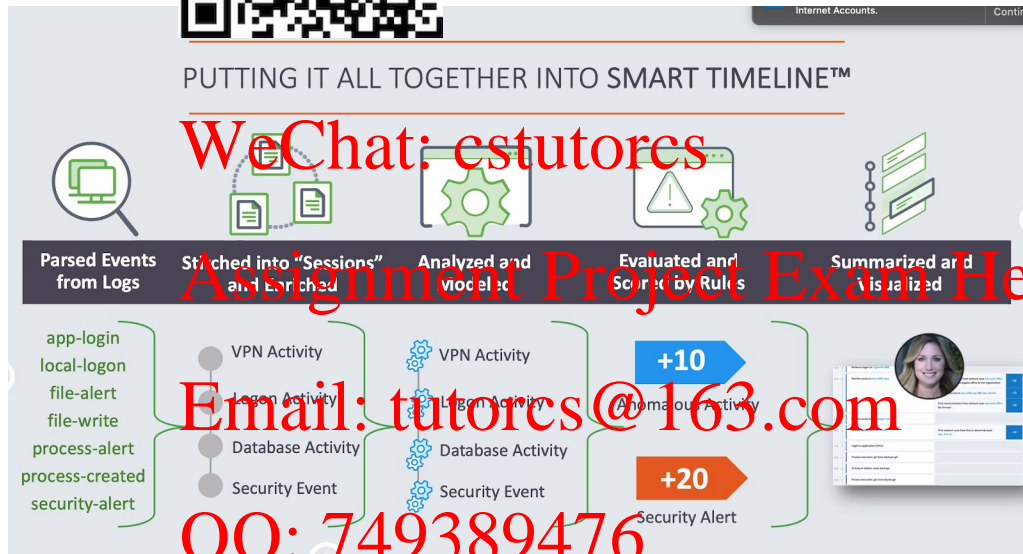 Internet Accounts.
PUTTING IT ALL TOGETHER INTO SMART TIMELINE™
WeChat: cstutorcs
Parsed Events
from Logs
Stitched into “Sessions”
and Enriched
Analyzed and
Modeled
Evaluated and
Scored by Rules
Summarized and
Visualized
Assignment Project Exam He
app-login
local-logon
file-alert
file-write
process-alert
process-created
security-alert
VPN Activity
Logon Activity
Database Activity
Security Event
VPN Activity
Logon Activity
Database Activity
Security Event
+10
Anomalous Activity
+20
Security Alert
Email: tutorcs@163.com
QQ: 749389476